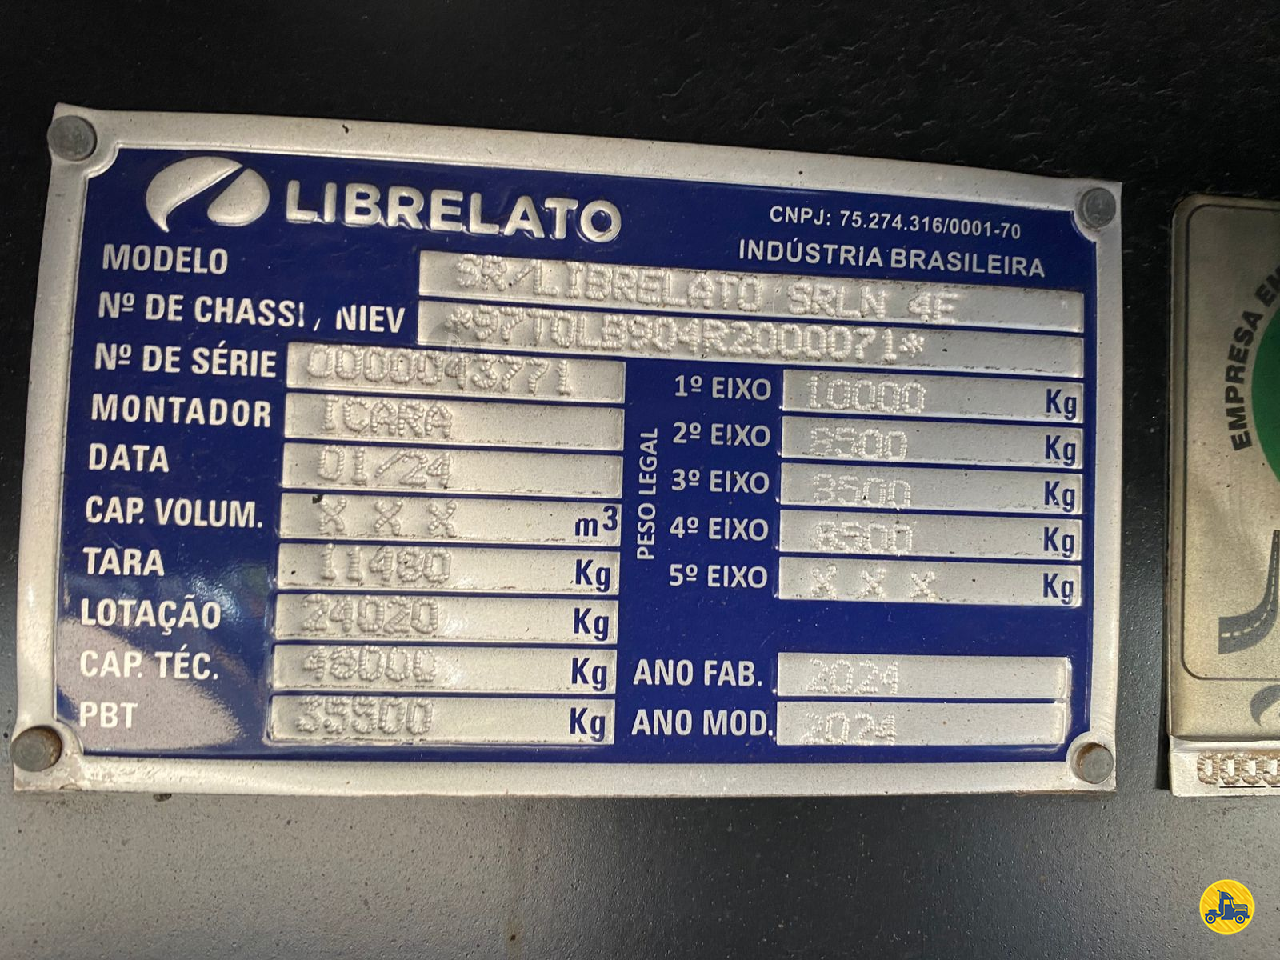 LIBRELATO
CNPJ: 75.274.316/0001-70
INDÚSTRIA BRASILEIRA
MODELO SR/LIBRELATO SRLN 4E
Nº DE CHASSI / NIEV
Nº DE SÉRIE 0000043771
MONTADOR ICARA
DATA 01/24
CAP. VOLUM. X X X m³
TARA 11480 Kg
LOTAÇÃO 24020 Kg
CAP. TÉC. 48000 Kg
PBT 35500 Kg
PESO LEGAL
1º EIXO 10000 Kg
2º EIXO 8500 Kg
3º EIXO 8500 Kg
4º EIXO 8500 Kg
5º EIXO X X X Kg
ANO FAB. 2024
ANO MOD. 2024
EMPRESA